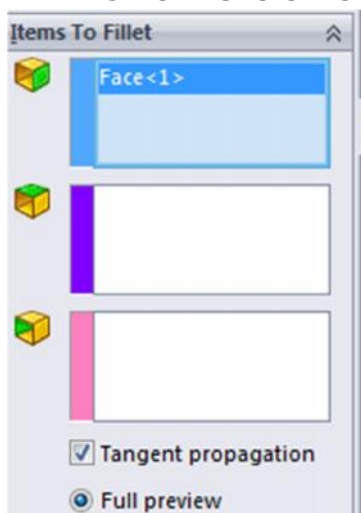 Items To Fillet
Face<1>
Tangent propagation
Full preview